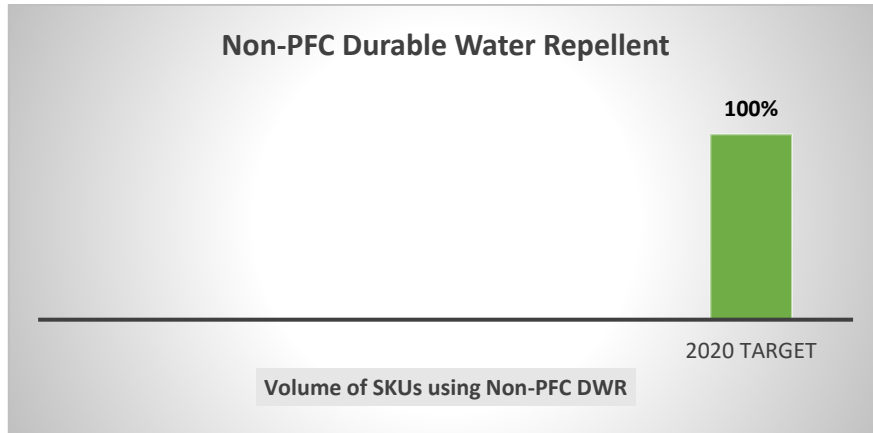 Non-PFC Durable Water Repellent
100%
2020 TARGET
Volume of SKUs using Non-PFC DWR